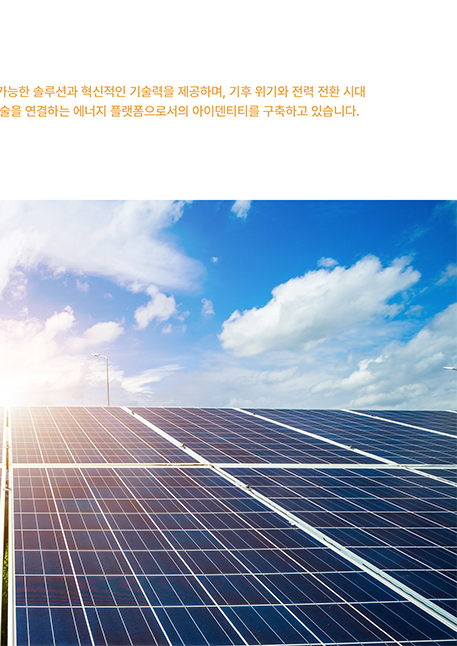 가능한 솔루션과 혁신적인 기술력을 제공하며, 기후 위기와 전력 전환 시대
술을 연결하는 에너지 플랫폼으로서의 아이덴티티를 구축하고 있습니다.